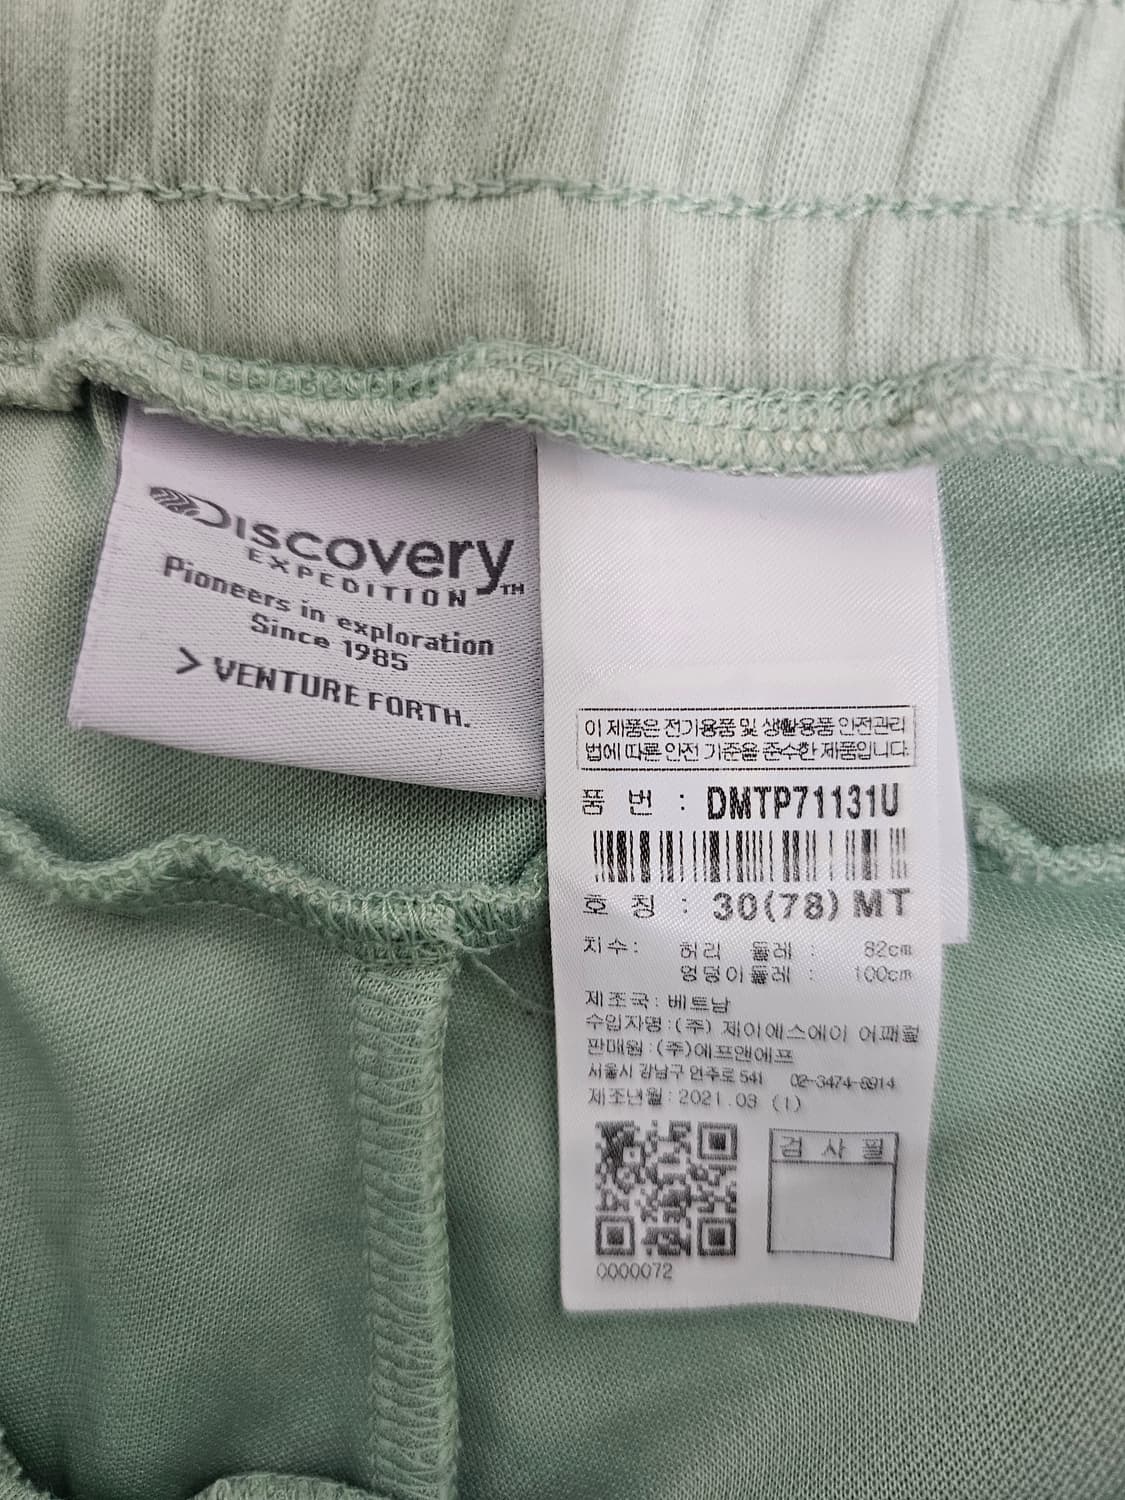 Discovery
EXPEDITION™
Pioneers in exploration
Since 1985
> VENTURE FORTH.
이 제품은 전기용품 및 생활용품 안전관리
법에 따른 안전 기준을 준수한 제품입니다.
품 번 : DMTP71131U
호 칭 : 30(78) MT
치수: 허리 둘레 : 82cm
엉덩이둘레 : 100cm
제조국: 베트남
수입자명:(주) 제이에스에이 어패럴
판매원:(주)에프앤에프
서울시 강남구 언주로 541 02-3474-8914
제조년월: 2021.03 (1)
검 사 필
0000072